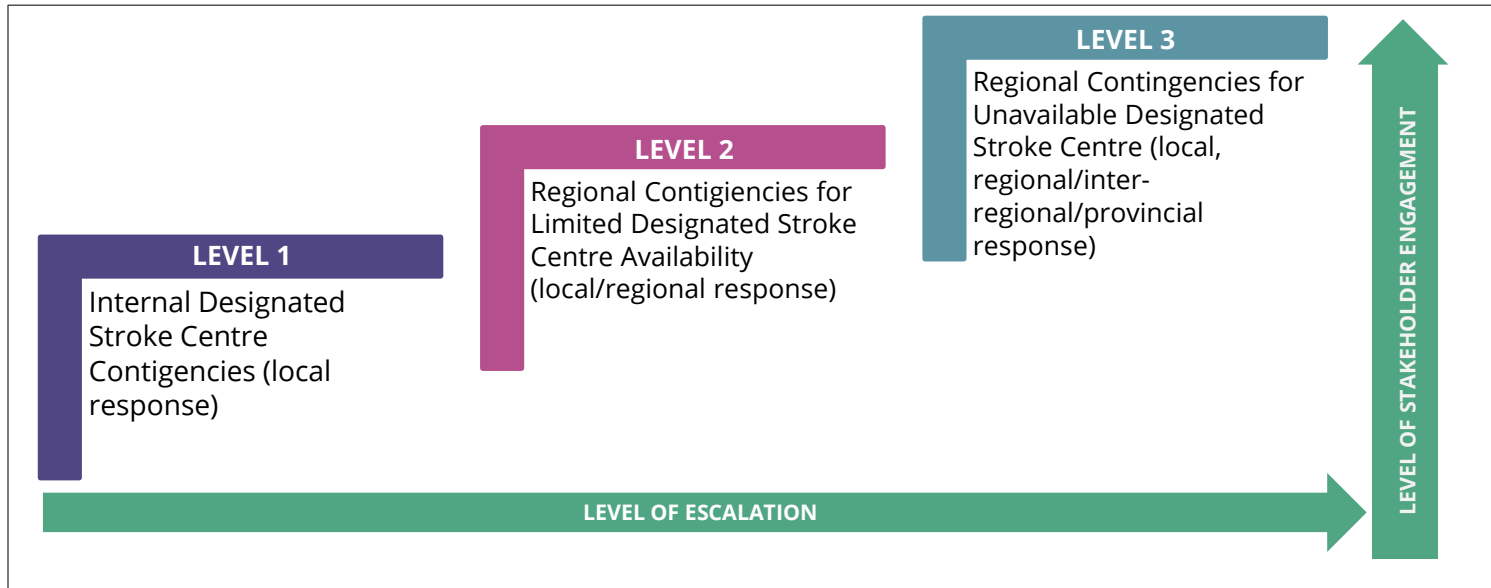 LEVEL 1
Internal Designated
Stroke Centre
Contigencies (local
response)
LEVEL 2
Regional Contigiencies for
Limited Designated Stroke
Centre Availability
(local/regional response)
LEVEL 3
Regional Contingencies for
Unavailable Designated
Stroke Centre (local,
regional/inter-
regional/provincial
response)
LEVEL OF ESCALATION
LEVEL OF STAKEHOLDER ENGAGEMENT